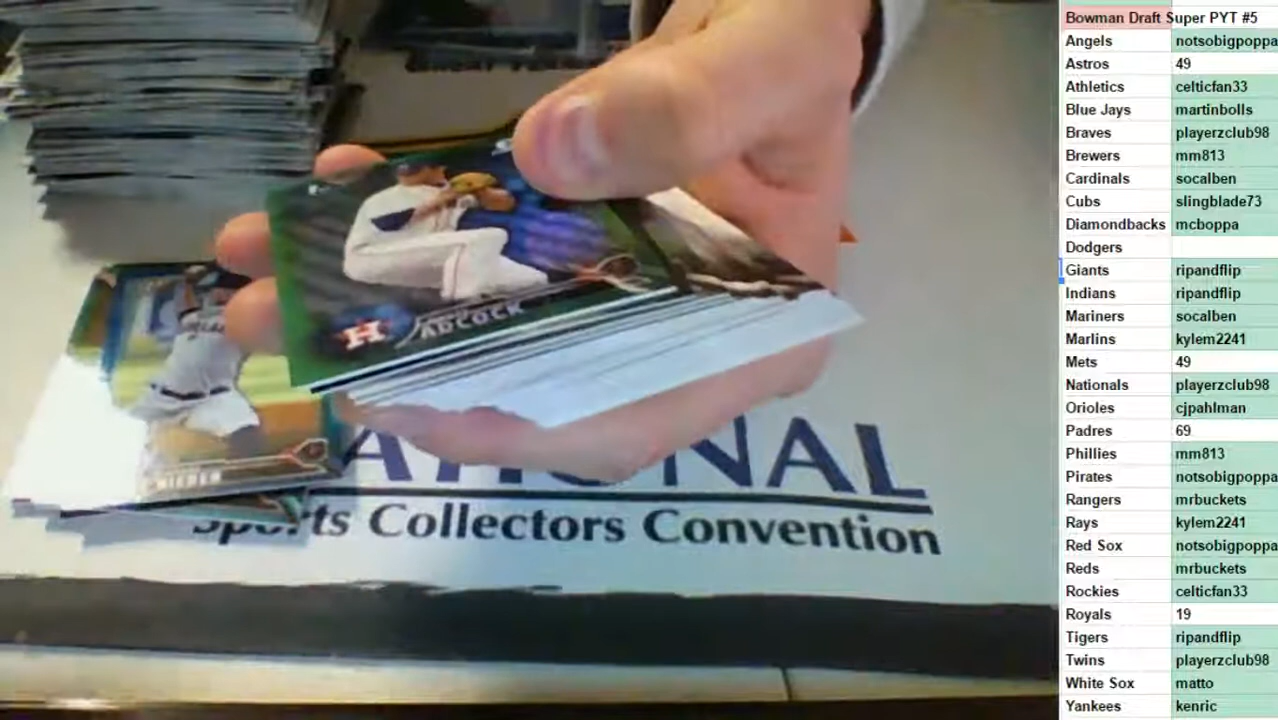 H
ADCOCK
NATIONAL
Sports Collectors Convention
Bowman Draft Super PYT #5
Angels notsobigpoppa
Astros 49
Athletics celticfan33
Blue Jays martinbolls
Braves playerzclub98
Brewers mm813
Cardinals socalben
Cubs slingblade73
Diamondbacks mcboppa
Dodgers
Giants ripandflip
Indians ripandflip
Mariners socalben
Marlins kylem2241
Mets 49
Nationals playerzclub98
Orioles cjpahlman
Padres 69
Phillies mm813
Pirates notsobigpoppa
Rangers mrbuckets
Rays kylem2241
Red Sox notsobigpoppa
Reds mrbuckets
Rockies celticfan33
Royals 19
Tigers ripandflip
Twins playerzclub98
White Sox matto
Yankees kenric